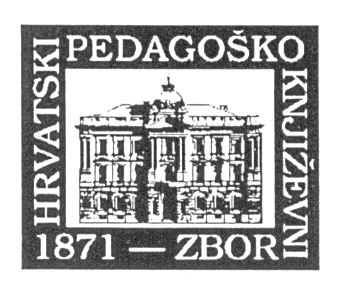 HRVATSKI
PEDAGOŠKO
KNJIŽEVNI
1871 — ZBOR